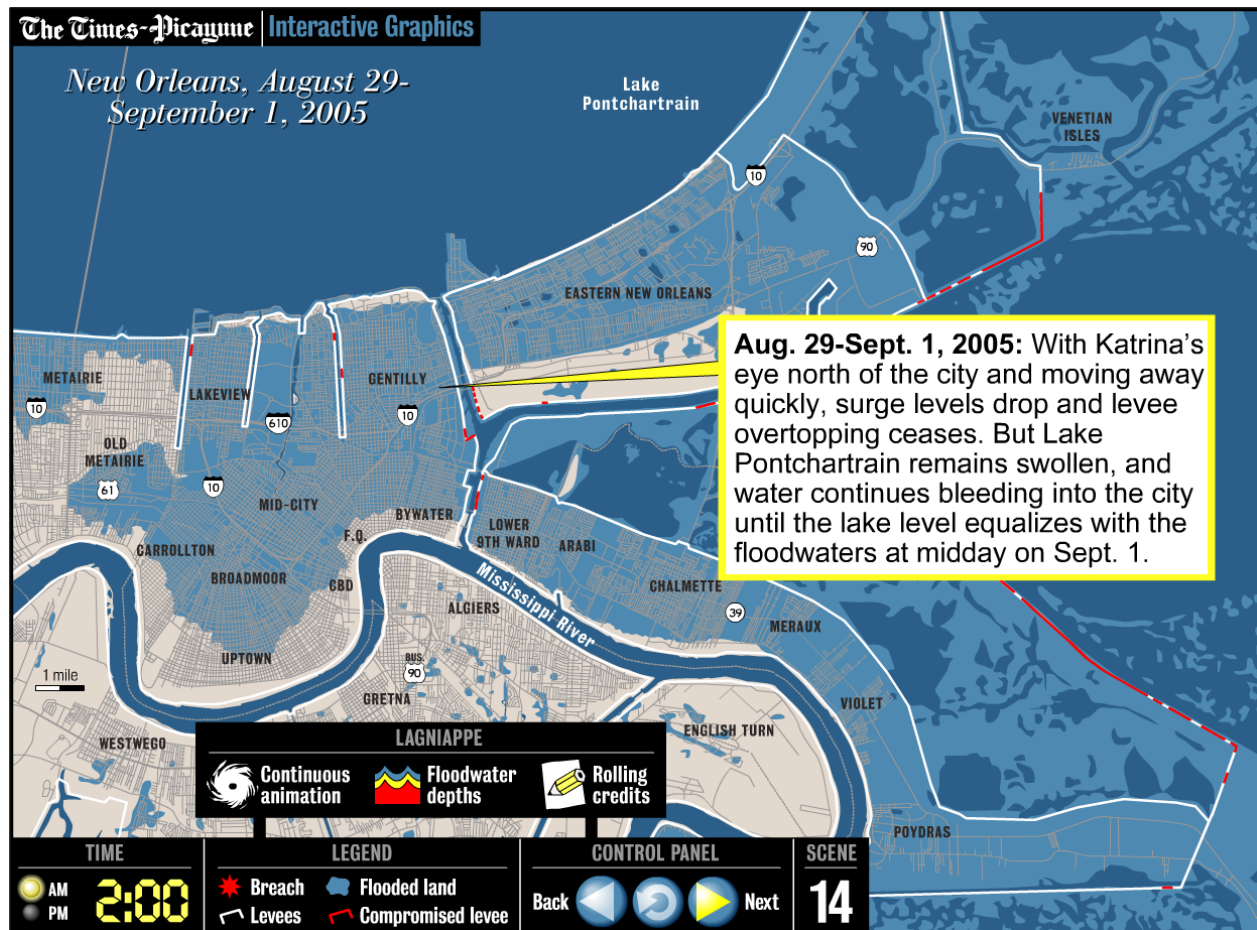 The Times-Picayune Interactive Graphics
New Orleans, August 29-
September 1, 2005
Lake
Pontchartrain
VENETIAN
ISLES
10
90
EASTERN NEW ORLEANS
Aug. 29-Sept. 1, 2005: With Katrina's
eye north of the city and moving away
quickly, surge levels drop and levee
overtopping ceases. But Lake
Pontchartrain remains swollen, and
water continues bleeding into the city
until the lake level equalizes with the
floodwaters at midday on Sept. 1.
METAIRIE
10
LAKEVIEW
GENTILLY
610
10
OLD
METAIRIE
61
10
MID-CITY
BYWATER
F.Q.
LOWER
9TH WARD
ARABI
CARROLLTON
BROADMOOR
CBD
Mississippi River
CHALMETTE
39
ALGIERS
MERAUX
UPTOWN
BUS.
90
1 mile
GRETNA
VIOLET
WESTWEGO
ENGLISH TURN
LAGNIAPPE
Continuous
animation
Floodwater
depths
Rolling
credits
POYDRAS
TIME
AM
PM
2:00
LEGEND
Breach
Flooded land
Levees
Compromised levee
CONTROL PANEL
Back
Next
SCENE
14